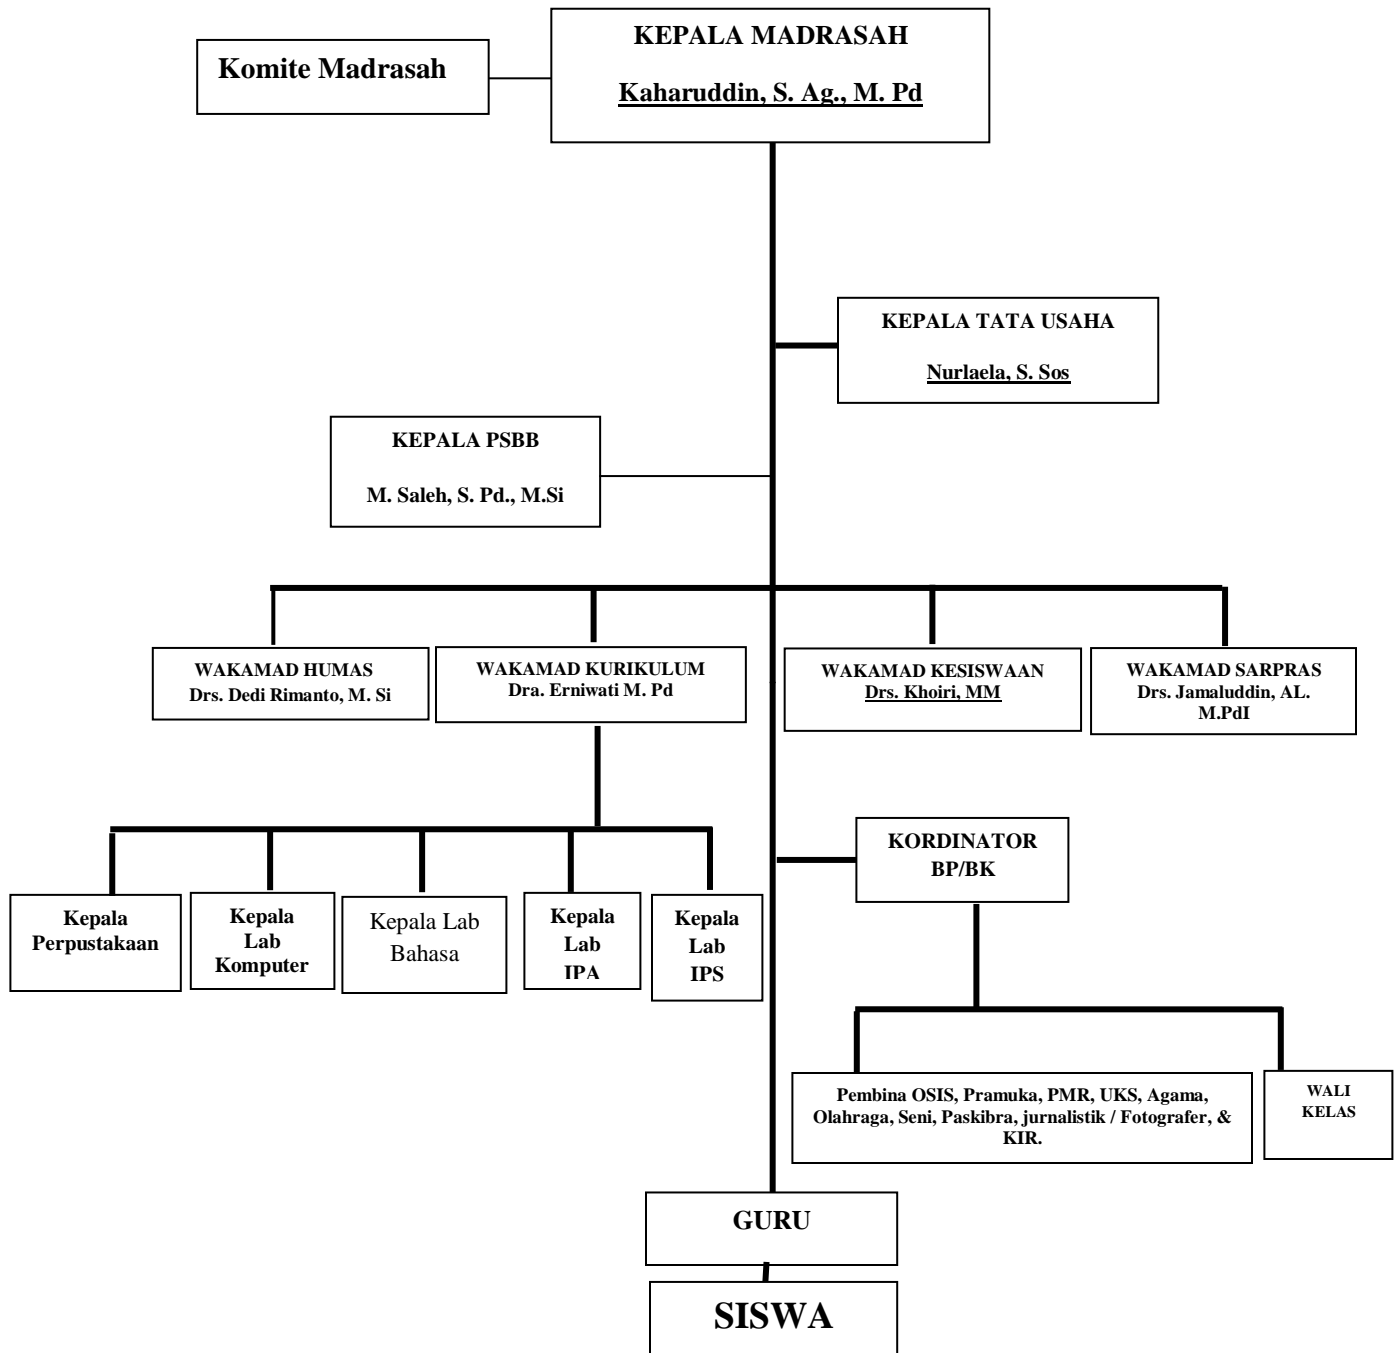 KEPALA MADRASAH
Komite Madrasah
Kaharuddin, S. Ag., M. Pd
KEPALA TATA USAHA
Nurlaela, S. Sos
KEPALA PSBB
M. Saleh, S. Pd., M.Si
WAKAMAD HUMAS
Drs. Dedi Rimanto, M. Si
WAKAMAD KURIKULUM
Dra. Erniwati M. Pd
WAKAMAD KESISWAAN
Drs. Khoiri, MM
WAKAMAD SARPRAS
Drs. Jamaluddin, AL.
M.PdI
KORDINATOR
BP/BK
Kepala
Perpustakaan
Kepala
Lab
Komputer
Kepala Lab
Bahasa
Kepala
Lab
IPA
Kepala
Lab
IPS
Pembina OSIS, Pramuka, PMR, UKS, Agama,
Olahraga, Seni, Paskibra, jurnalistik / Fotografer, &
KIR.
WALI
KELAS
GURU
SISWA